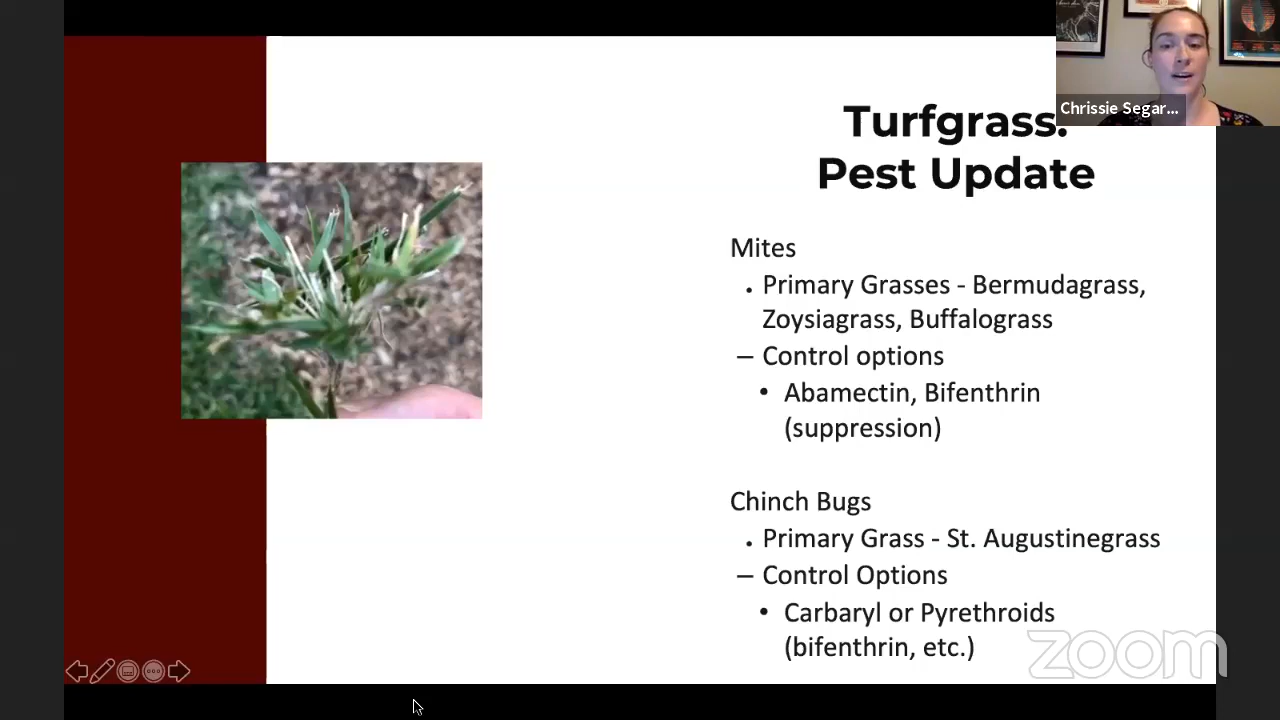 Chrissie Segar...
Turfgrass:
Pest Update
Mites
• Primary Grasses - Bermudagrass,
Zoysiagrass, Buffalograss
– Control options
• Abamectin, Bifenthrin
(suppression)
Chinch Bugs
• Primary Grass - St. Augustinegrass
– Control Options
• Carbaryl or Pyrethroids
(bifenthrin, etc.)
zoom